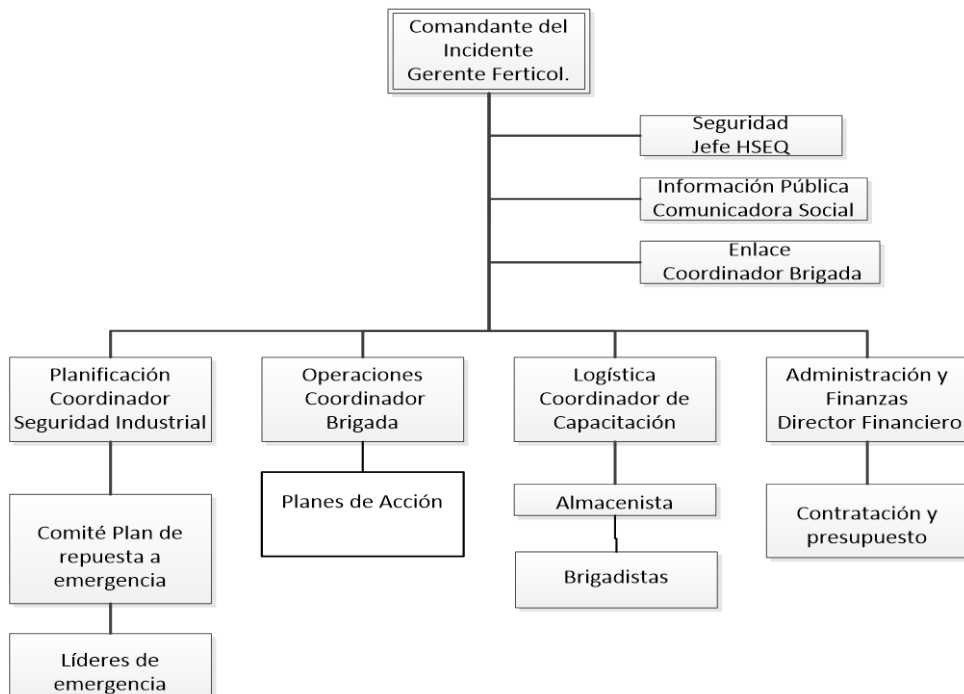 Comandante del
Incidente
Gerente Ferticol.
Seguridad
Jefe HSEQ
Información Pública
Comunicadora Social
Enlace
Coordinador Brigada
Planificación
Coordinador
Seguridad Industrial
Operaciones
Coordinador
Brigada
Logística
Coordinador de
Capacitación
Administración y
Finanzas
Director Financiero
Comité Plan de
repuesta a
emergencia
Planes de Acción
Almacenista
Contratación y
presupuesto
Brigadistas
Líderes de
emergencia